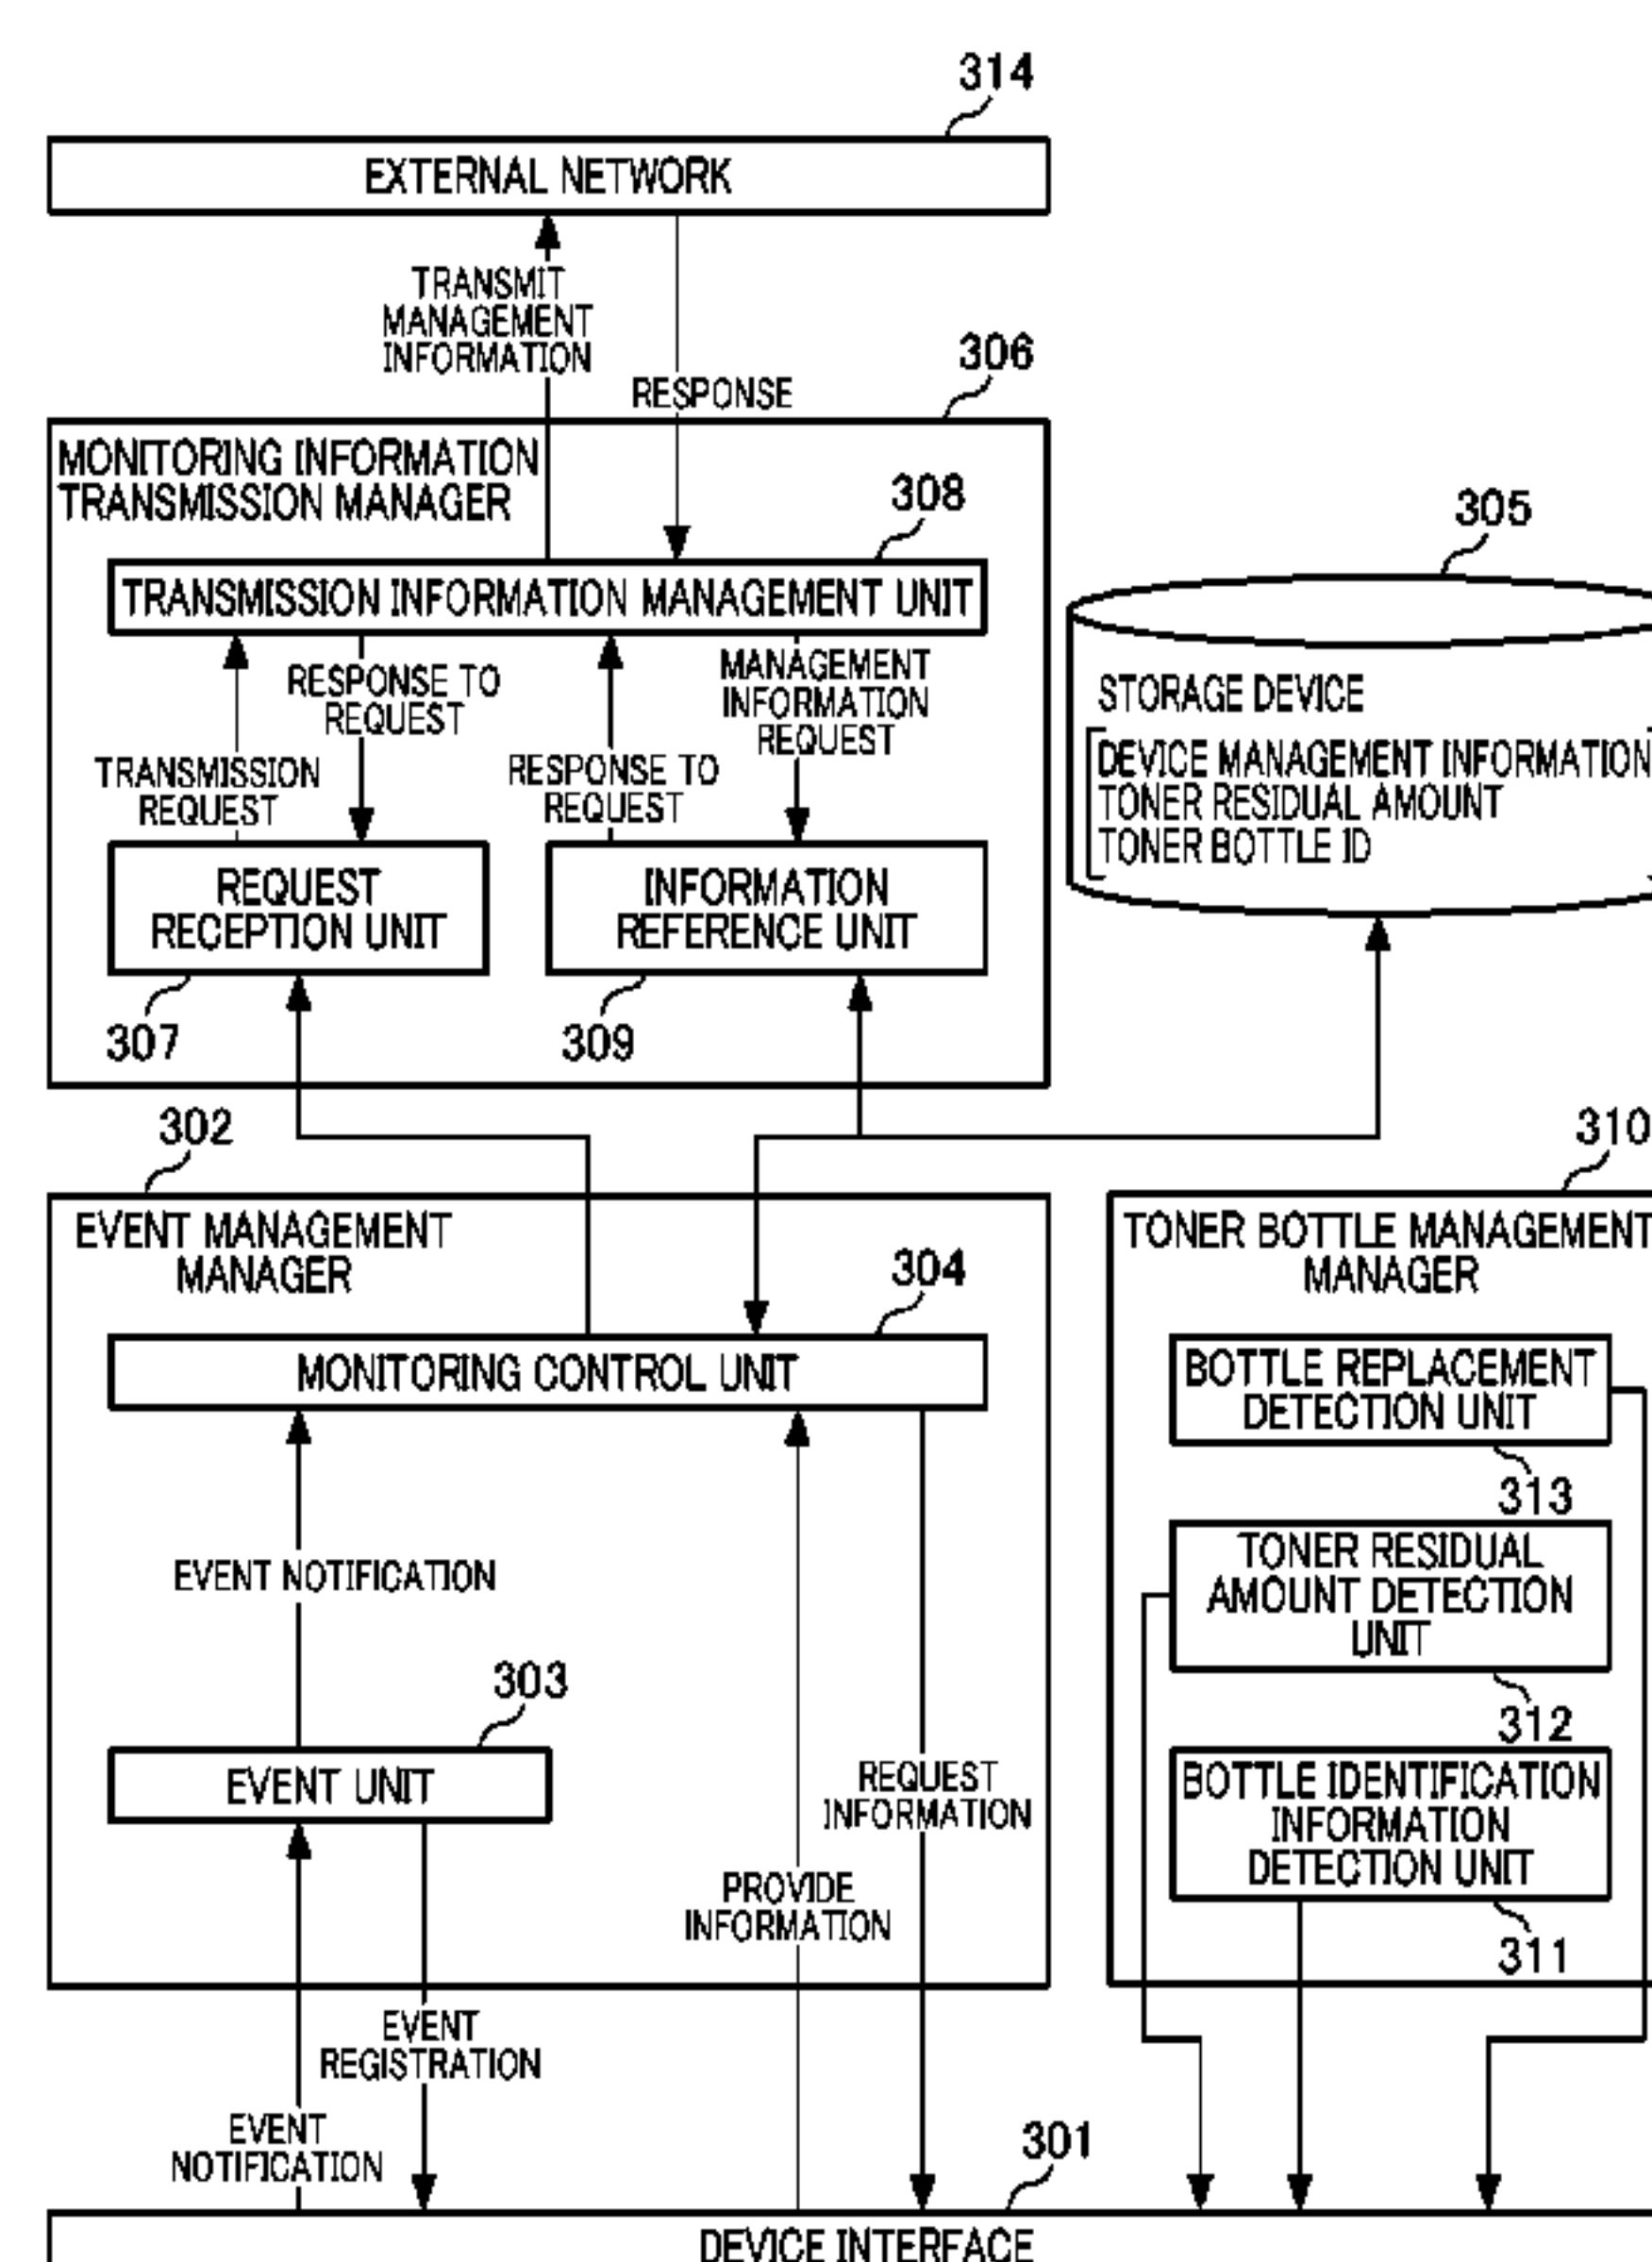 314
EXTERNAL NETWORK
TRANSMIT
MANAGEMENT
INFORMATION
RESPONSE
306
MONITORING INFORMATION
TRANSMISSION MANAGER
308
TRANSMISSION INFORMATION MANAGEMENT UNIT
RESPONSE TO
REQUEST
MANAGEMENT
INFORMATION
REQUEST
TRANSMISSION
REQUEST
RESPONSE TO
REQUEST
REQUEST
RECEPTION UNIT
INFORMATION
REFERENCE UNIT
307
309
305
STORAGE DEVICE
DEVICE MANAGEMENT INFORMATION
TONER RESIDUAL AMOUNT
TONER BOTTLE ID
302
EVENT MANAGEMENT
MANAGER
304
MONITORING CONTROL UNIT
EVENT NOTIFICATION
303
EVENT UNIT
REQUEST
INFORMATION
PROVIDE
INFORMATION
EVENT
REGISTRATION
EVENT
NOTIFICATION
310
TONER BOTTLE MANAGEMENT
MANAGER
BOTTLE REPLACEMENT
DETECTION UNIT
313
TONER RESIDUAL
AMOUNT DETECTION
UNIT
312
BOTTLE IDENTIFICATION
INFORMATION
DETECTION UNIT
311
301
DEVICE INTERFACE